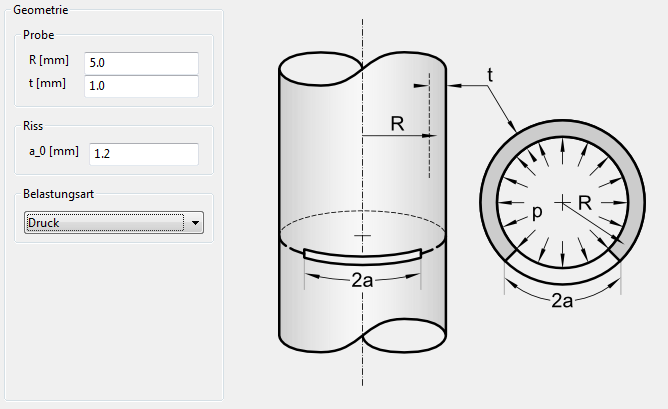 Geometrie
Probe
R [mm] 5.0
t [mm] 1.0
Riss
a_0 [mm] 1.2
Belastungsart
Druck
t
R
p
R
2a
2a